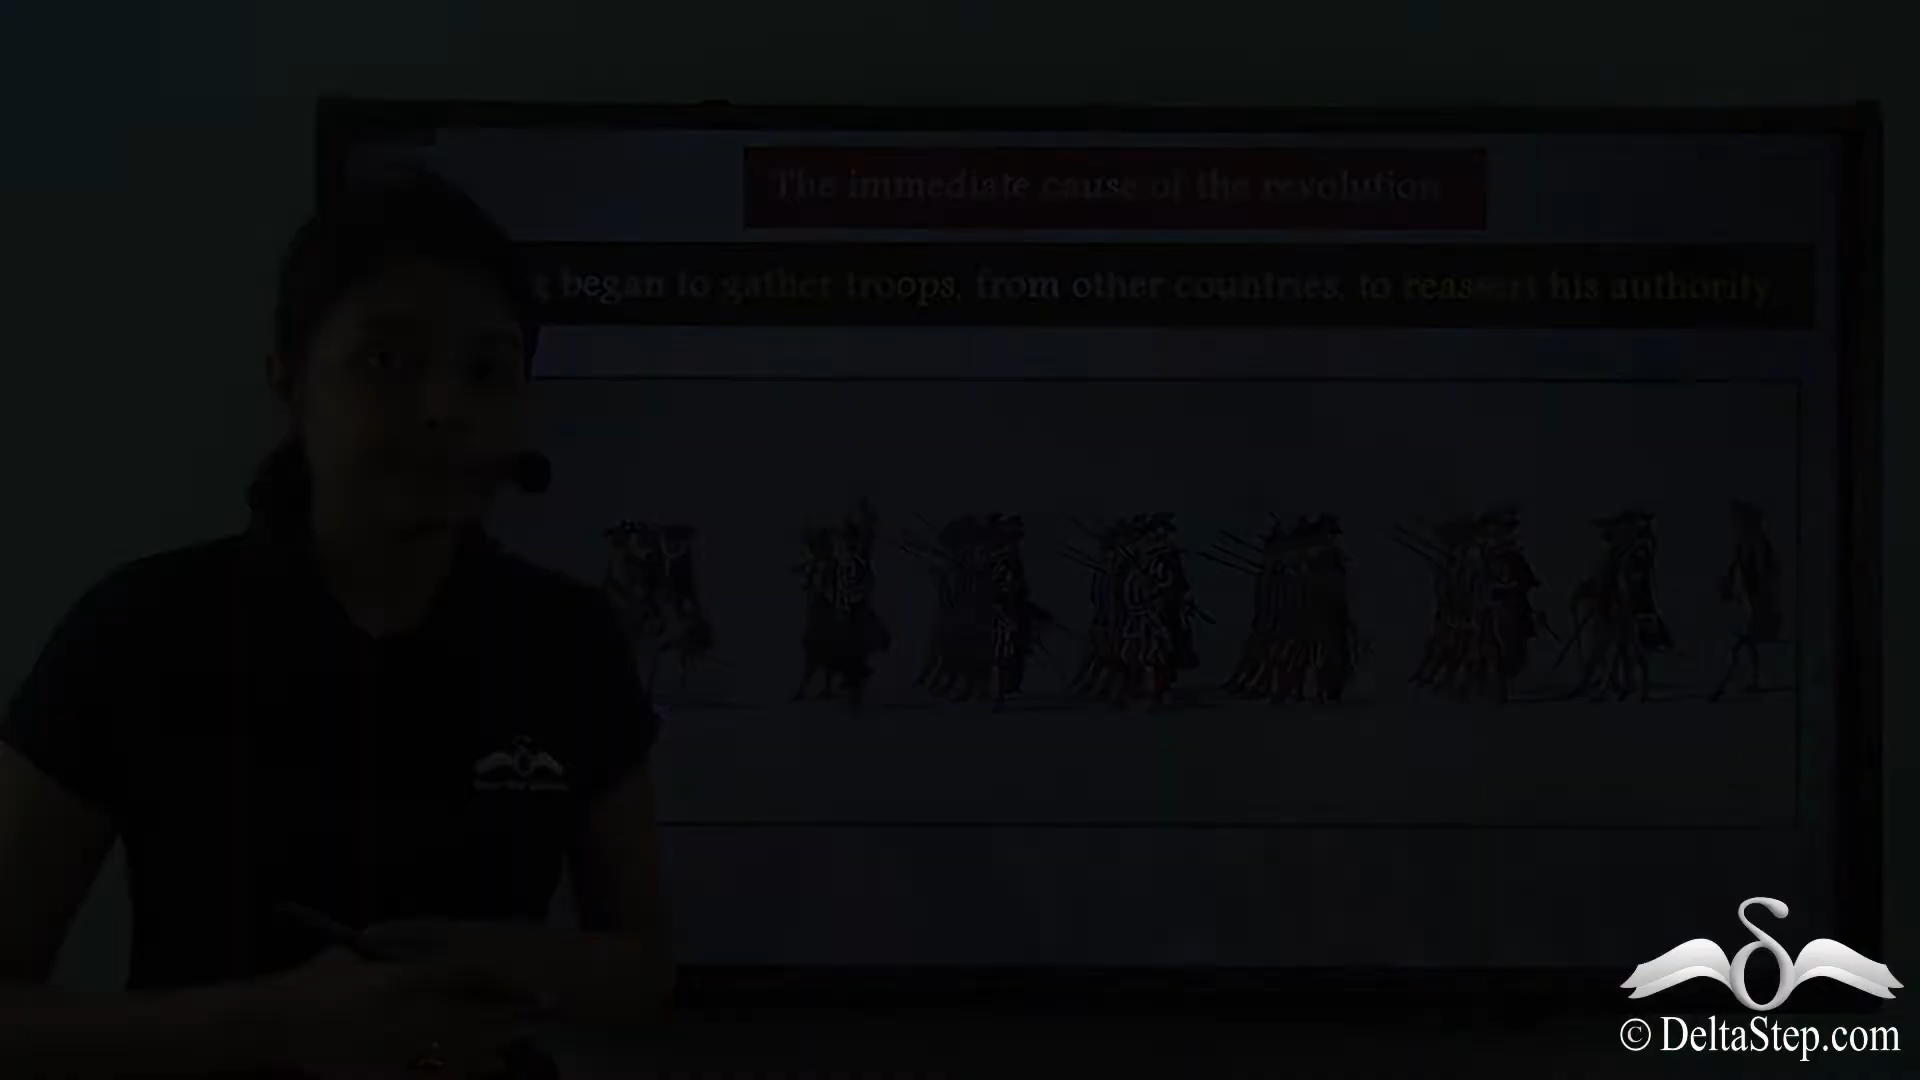 The immediate cause of the revolution
began to gather troops, from other countries, to reassert his authority
© DeltaStep.com